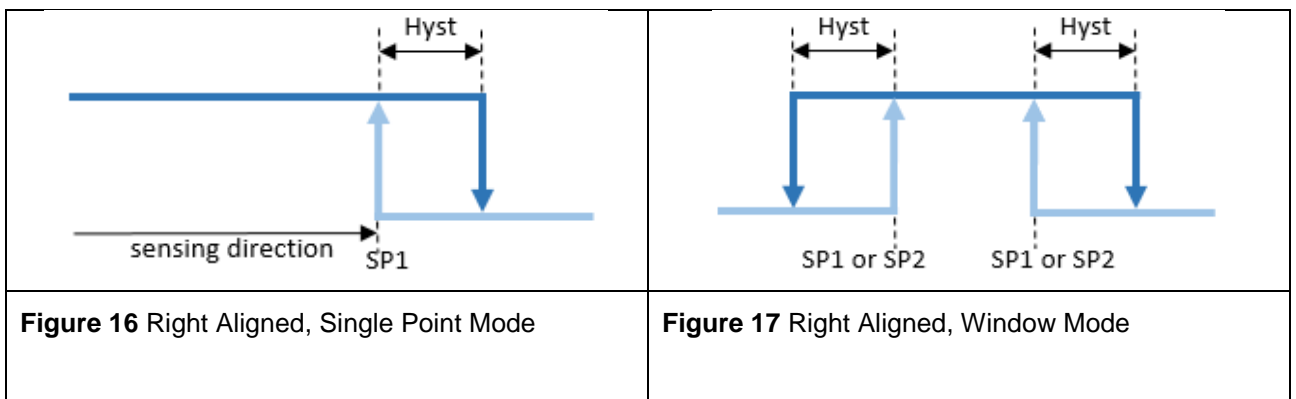 Hyst
sensing direction
SP1
Hyst
Hyst
SP1 or SP2
SP1 or SP2
Figure 16 Right Aligned, Single Point Mode
Figure 17 Right Aligned, Window Mode